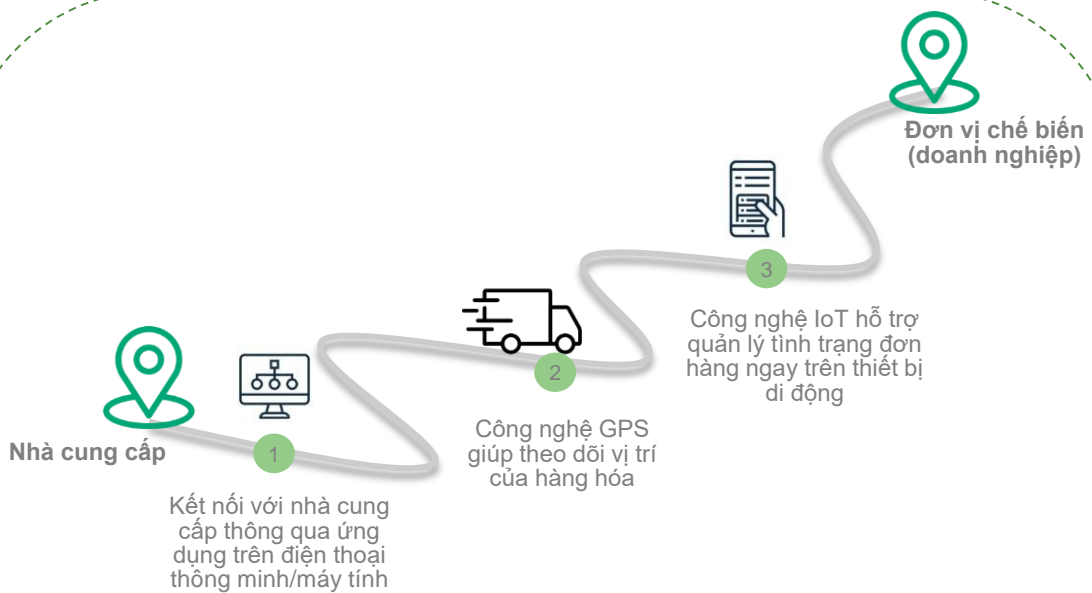 Đơn vị chế biến
(doanh nghiệp)
3
Công nghệ IoT hỗ trợ
quản lý tình trạng đơn
hàng ngay trên thiết bị
di động
2
Công nghệ GPS
giúp theo dõi vị trí
của hàng hóa
Nhà cung cấp
1
Kết nối với nhà cung
cấp thông qua ứng
dụng trên điện thoại
thông minh/máy tính